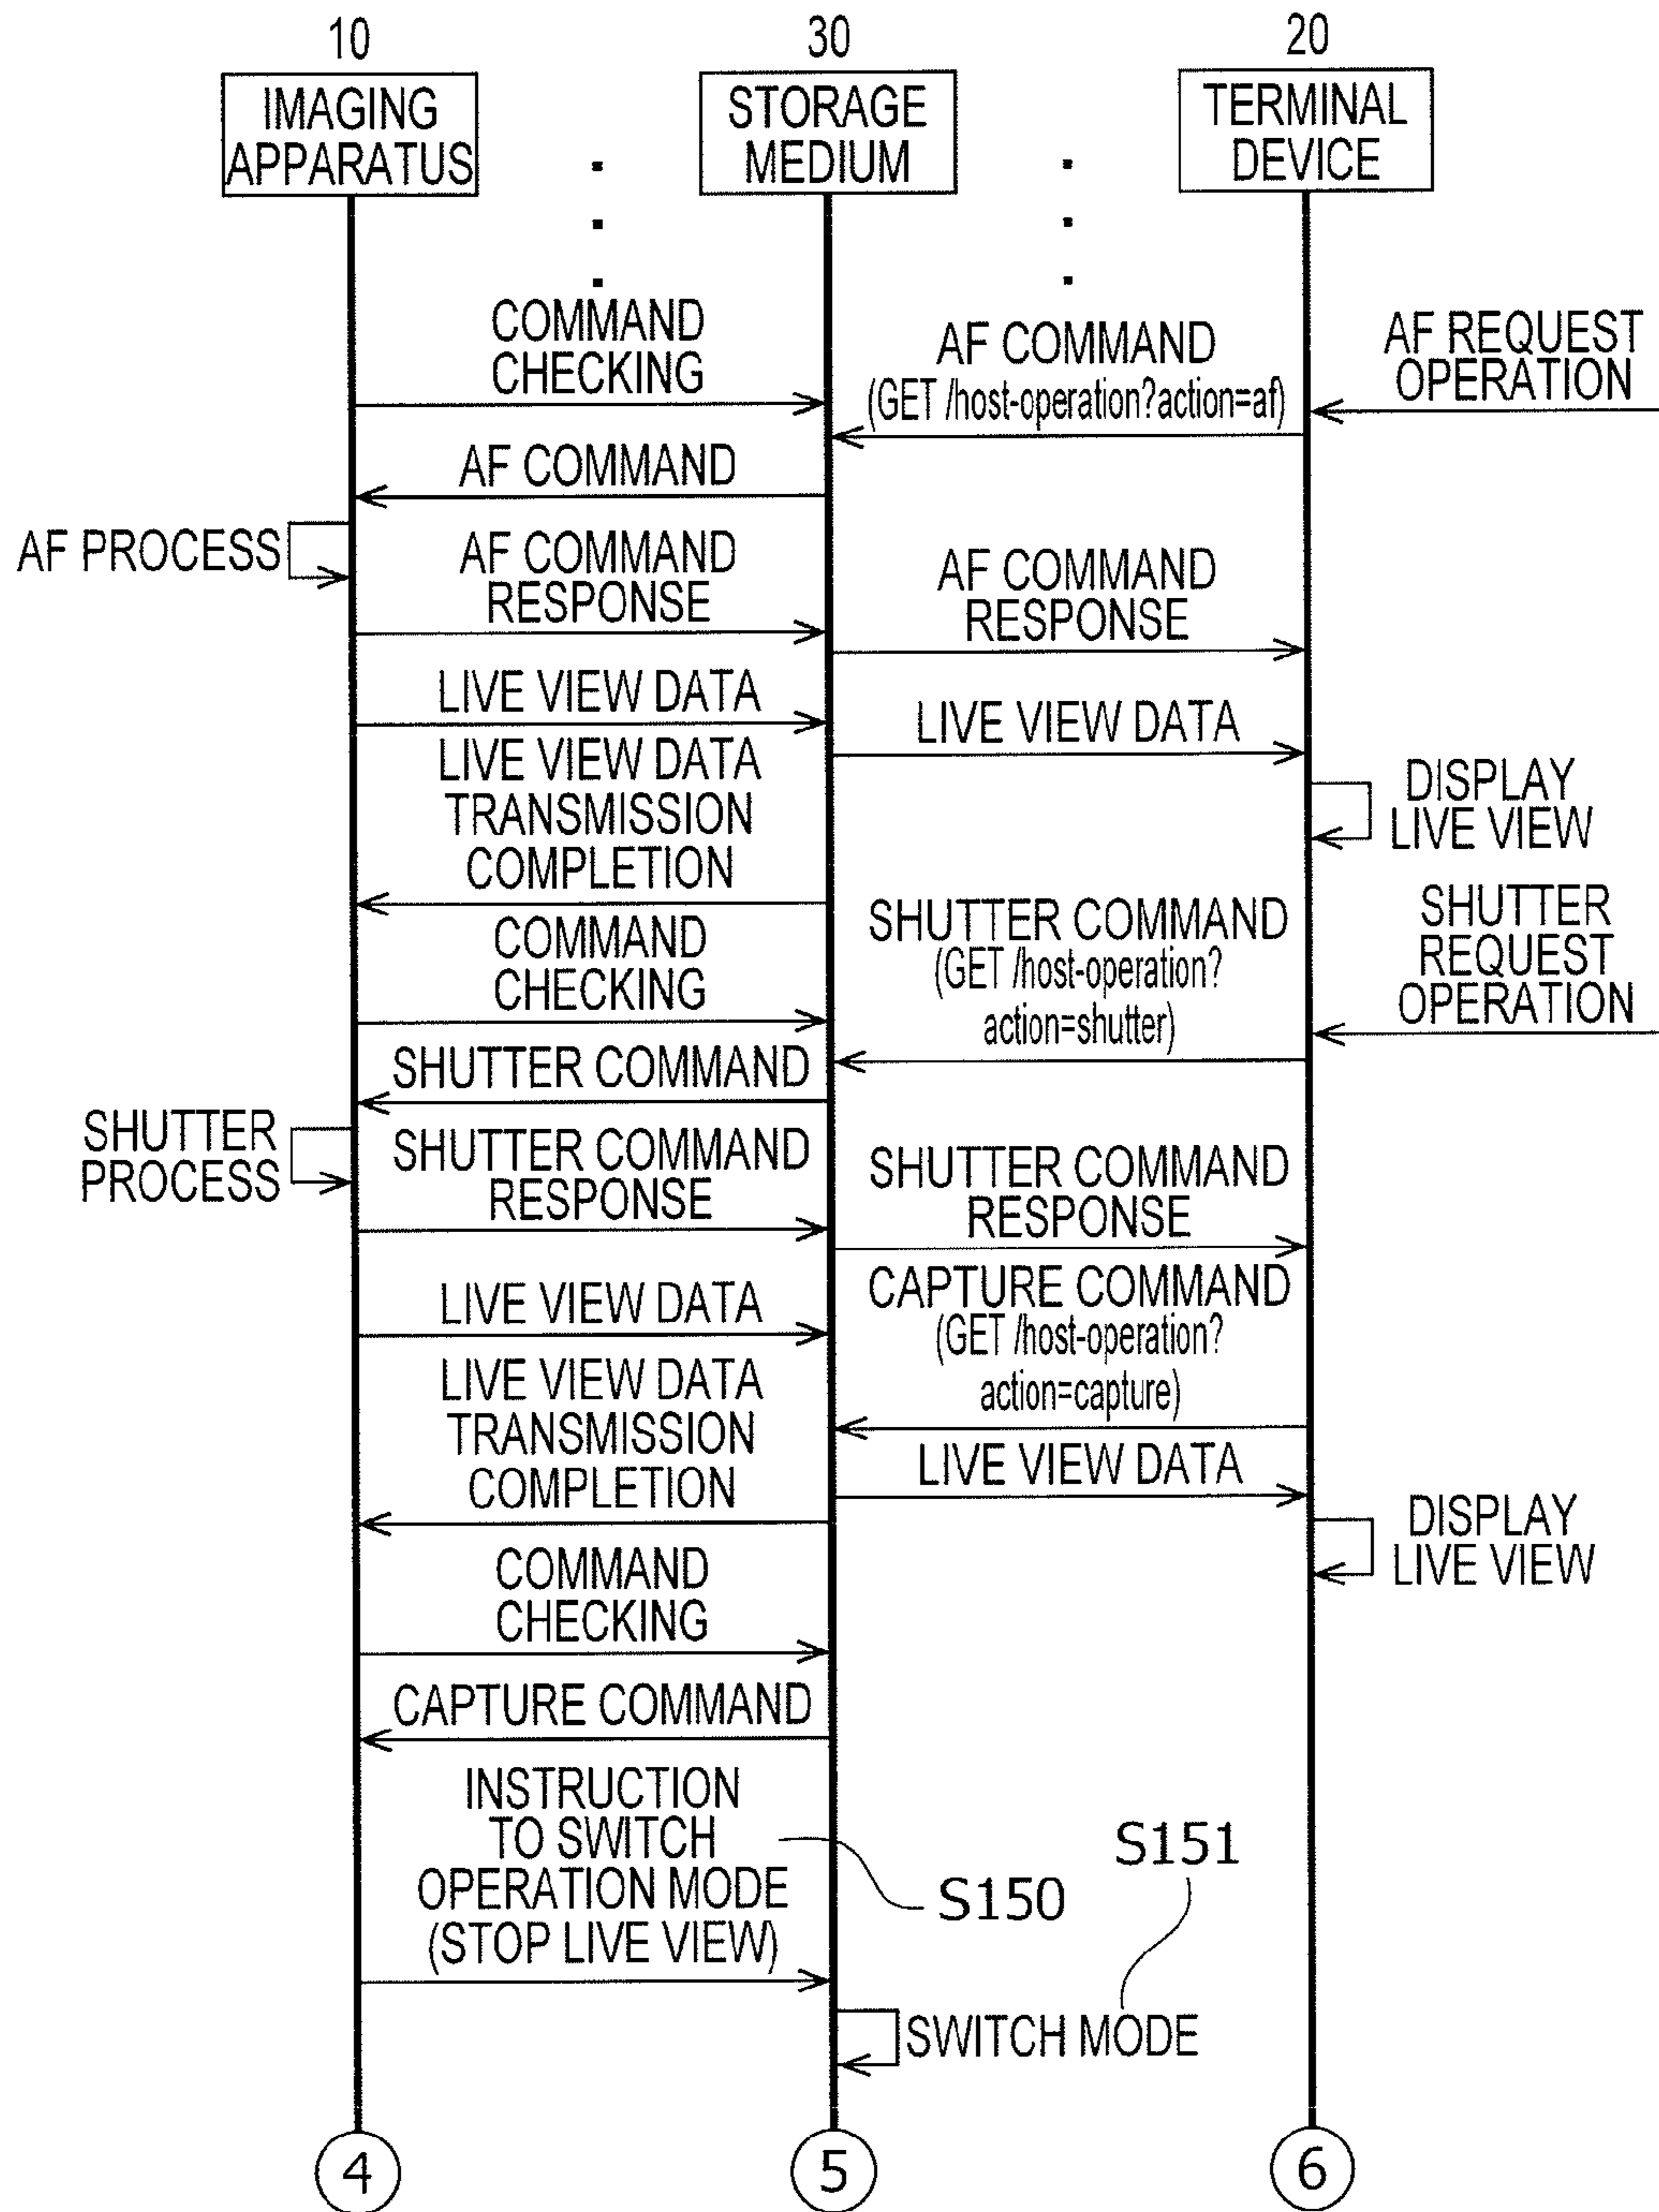 10
30
20
IMAGING
APPARATUS
STORAGE
MEDIUM
TERMINAL
DEVICE
COMMAND
CHECKING
AF COMMAND
(GET /host-operation?action=af)
AF REQUEST
OPERATION
AF COMMAND
AF PROCESS
AF COMMAND
RESPONSE
AF COMMAND
RESPONSE
LIVE VIEW DATA
LIVE VIEW DATA
LIVE VIEW DATA
TRANSMISSION
COMPLETION
DISPLAY
LIVE VIEW
COMMAND
CHECKING
SHUTTER COMMAND
(GET /host-operation?
action=shutter)
SHUTTER
REQUEST
OPERATION
SHUTTER COMMAND
SHUTTER
PROCESS
SHUTTER COMMAND
RESPONSE
SHUTTER COMMAND
RESPONSE
LIVE VIEW DATA
CAPTURE COMMAND
(GET /host-operation?
action=capture)
LIVE VIEW DATA
TRANSMISSION
COMPLETION
LIVE VIEW DATA
DISPLAY
LIVE VIEW
COMMAND
CHECKING
CAPTURE COMMAND
INSTRUCTION
TO SWITCH
OPERATION MODE
(STOP LIVE VIEW)
S150
S151
SWITCH MODE
4
5
6